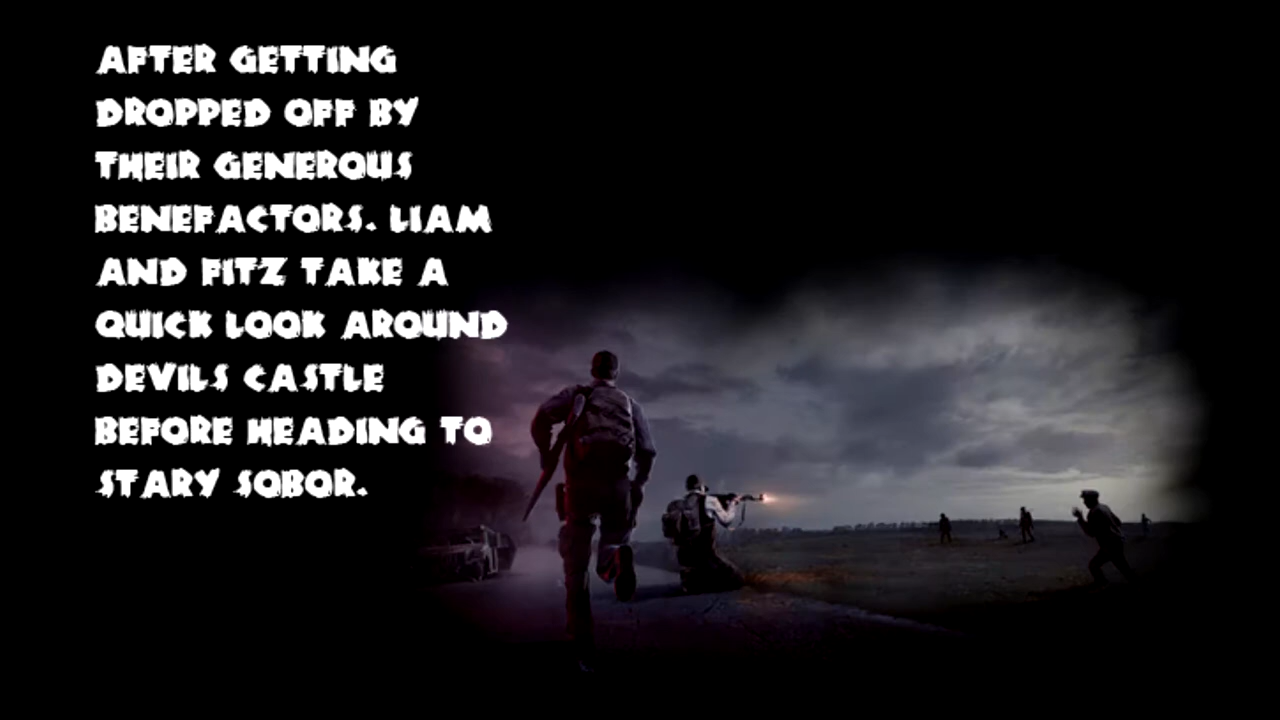 AFTER GETTING
DROPPED OFF BY
THEIR GENEROUS
BENEFACTORS. LIAM
AND FITZ TAKE A
QUICK LOOK AROUND
DEVILS CASTLE
BEFORE HEADING TO
STARY SOBOR.